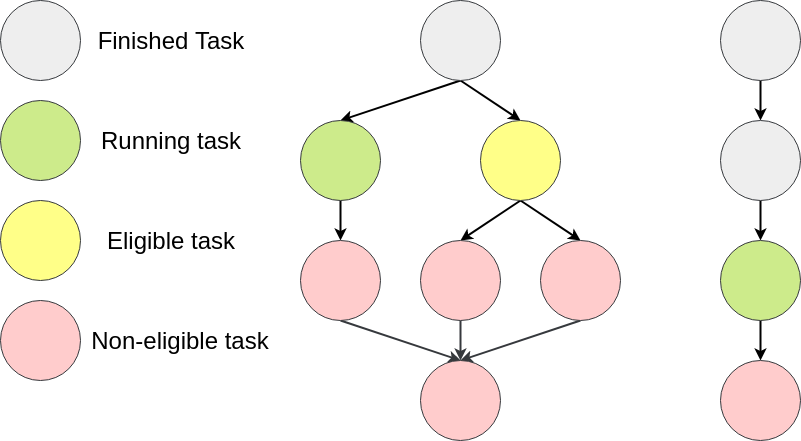 Finished Task
Running task
Eligible task
Non-eligible task